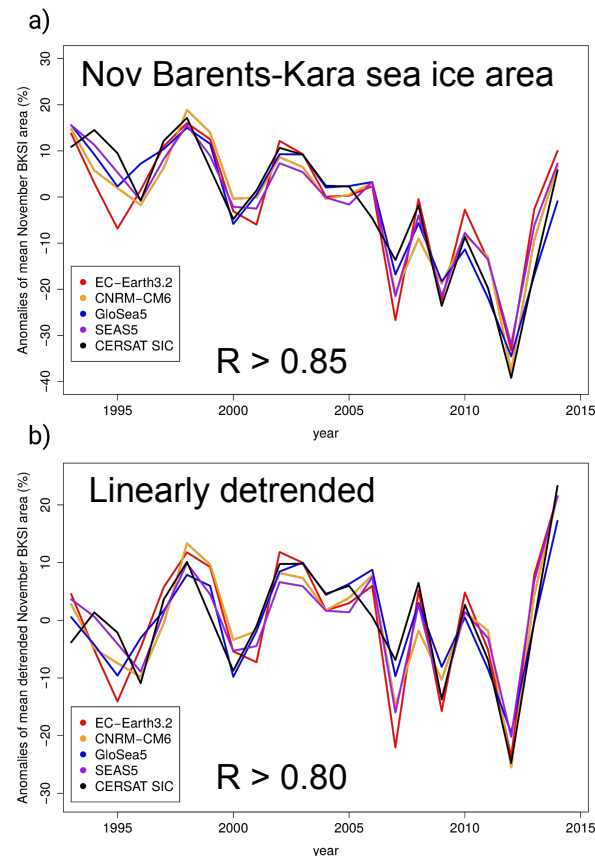 a)
Nov Barents-Kara sea ice area
Anomalies of mean November BKSI area (%)
30
20
10
0
−10
−20
−30
−40
EC−Earth3.2
CNRM−CM6
GloSea5
SEAS5
CERSAT SIC
R > 0.85
1995
2000
2005
2010
2015
year
b)
Linearly detrended
Anomalies of mean detrended November BKSI area (%)
20
10
0
−10
−20
−30
EC−Earth3.2
CNRM−CM6
GloSea5
SEAS5
CERSAT SIC
R > 0.80
1995
2000
2005
2010
2015
year